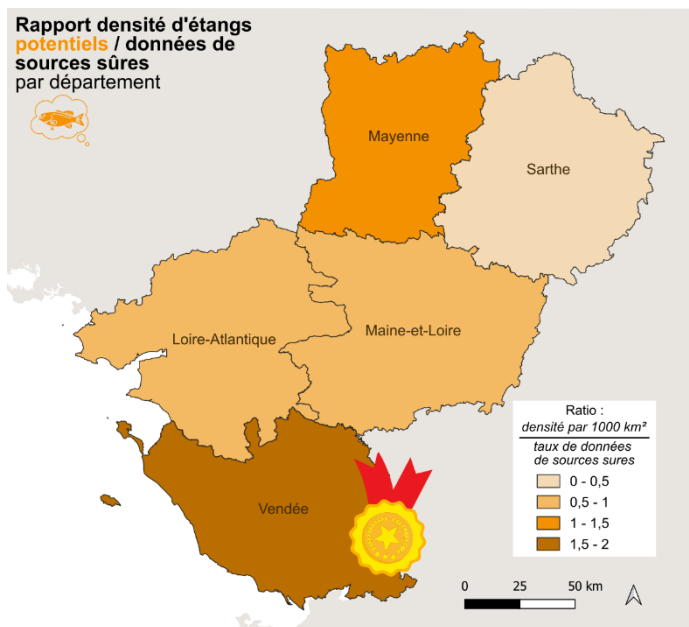 Rapport densité d'étangs
potentiels / données de
sources sûres
par département
Mayenne
Sarthe
Loire-Atlantique
Maine-et-Loire
Vendée
Ratio :
densité par 1000 km²
taux de données
de sources sures
0 - 0,5
0,5 - 1
1 - 1,5
1,5 - 2
0 25 50 km